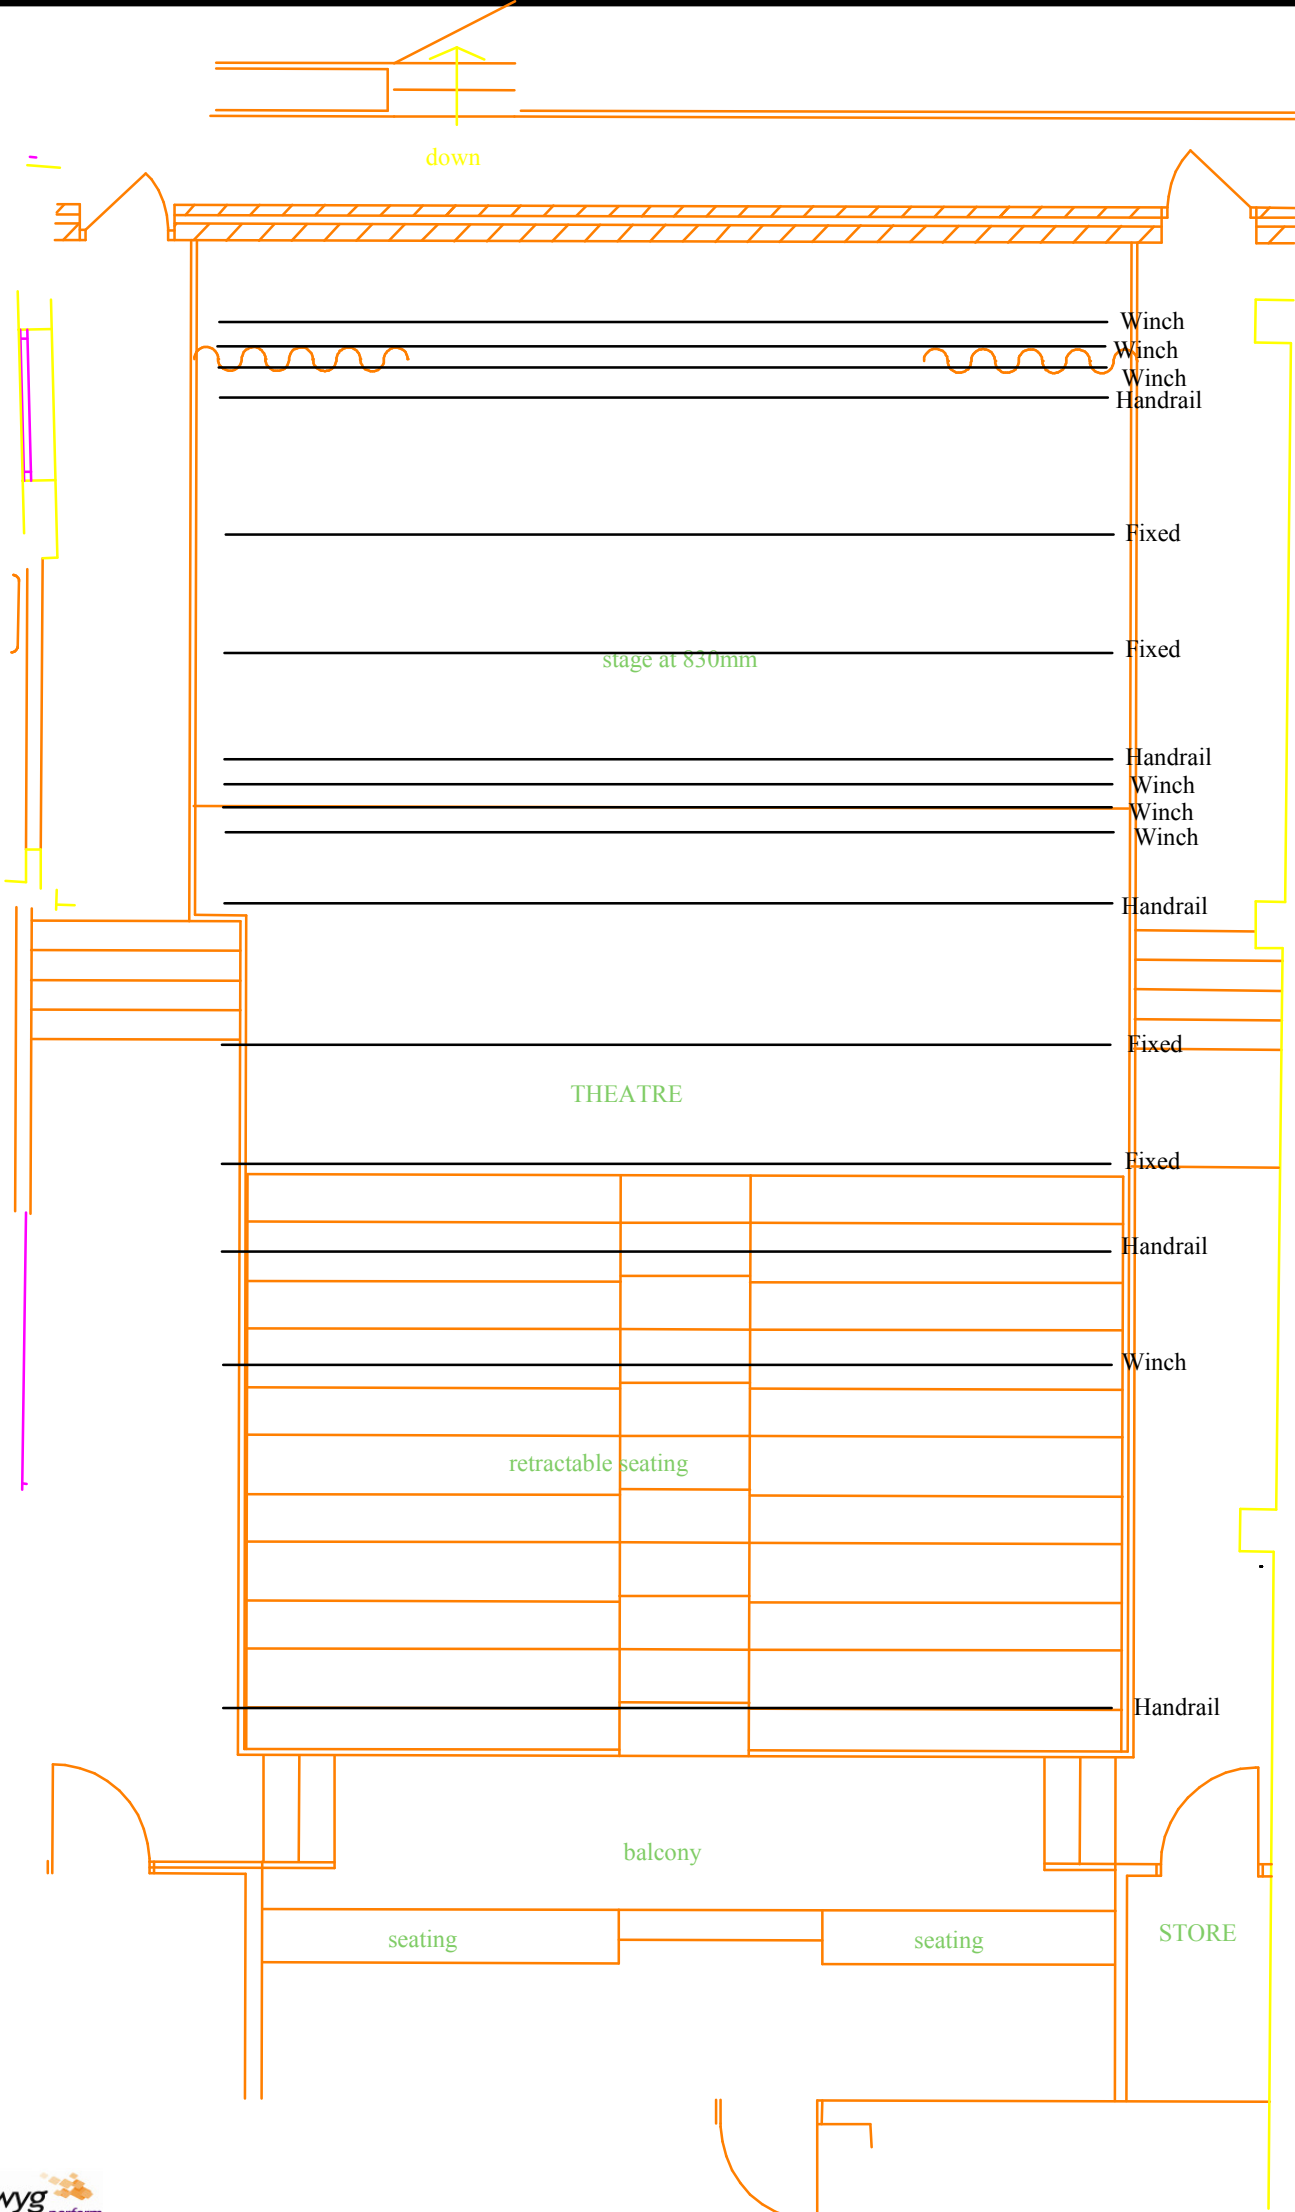 down
Winch
Winch
Winch
Handrail
Fixed
Fixed
stage at 830mm
Handrail
Winch
Winch
Winch
Handrail
Fixed
THEATRE
Fixed
Handrail
Winch
retractable seating
Handrail
balcony
seating
seating
STORE
wyg
perform